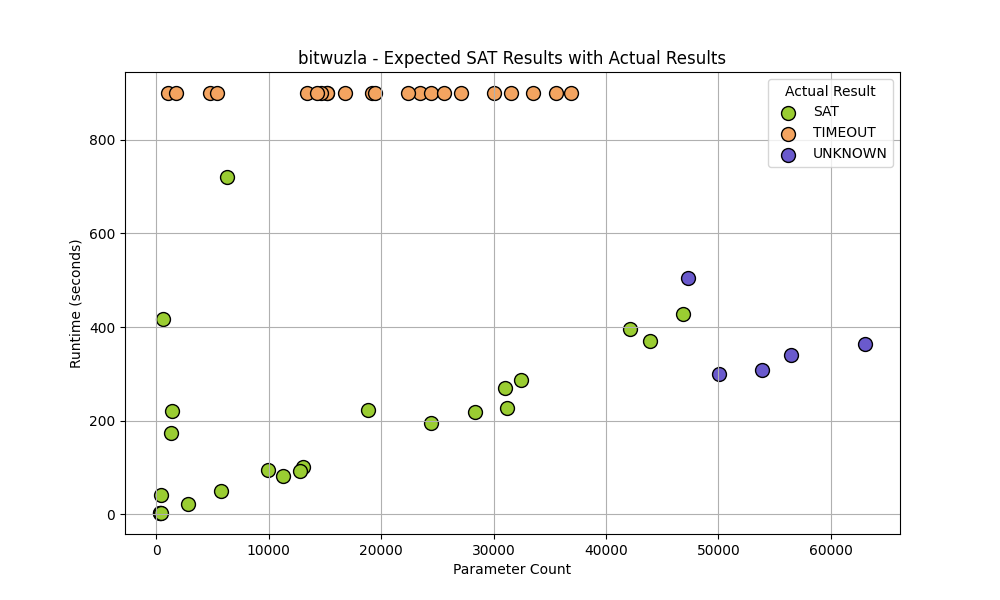 bitwuzla - Expected SAT Results with Actual Results
Actual Result
SAT
TIMEOUT
UNKNOWN
Runtime (seconds)
800
600
400
200
0
0 10000 20000 30000 40000 50000 60000
Parameter Count